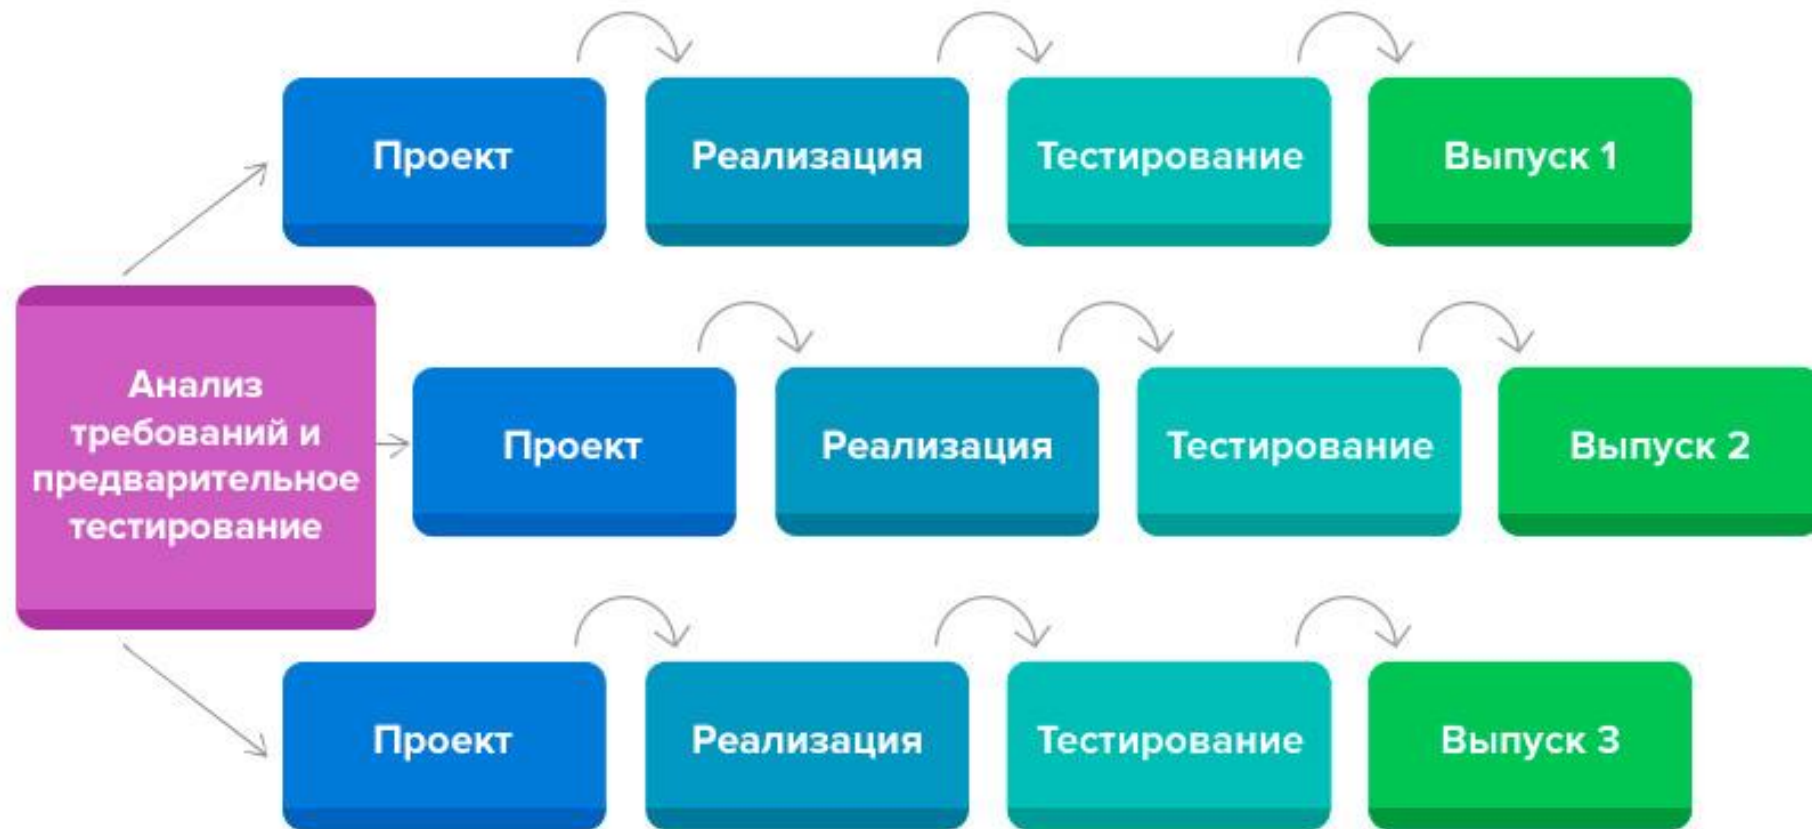 Проект
Реализация
Тестирование
Выпуск 1
Анализ
требований и
предварительное
тестирование
Проект
Реализация
Тестирование
Выпуск 2
Проект
Реализация
Тестирование
Выпуск 3